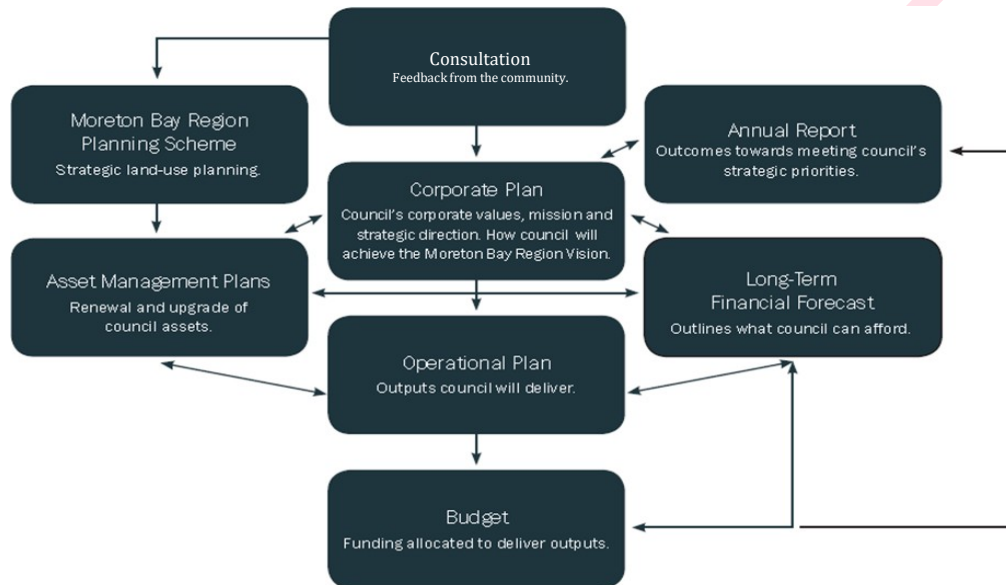 Consultation
Feedback from the community.
Moreton Bay Region
Planning Scheme
Strategic land-use planning.
Annual Report
Outcomes towards meeting council's
strategic priorities.
Corporate Plan
Council's corporate values, mission and
strategic direction. How council will
achieve the Moreton Bay Region Vision.
Asset Management Plans
Renewal and upgrade of
council assets.
Long-Term
Financial Forecast
Outlines what council can afford.
Operational Plan
Outputs council will deliver.
Budget
Funding allocated to deliver outputs.